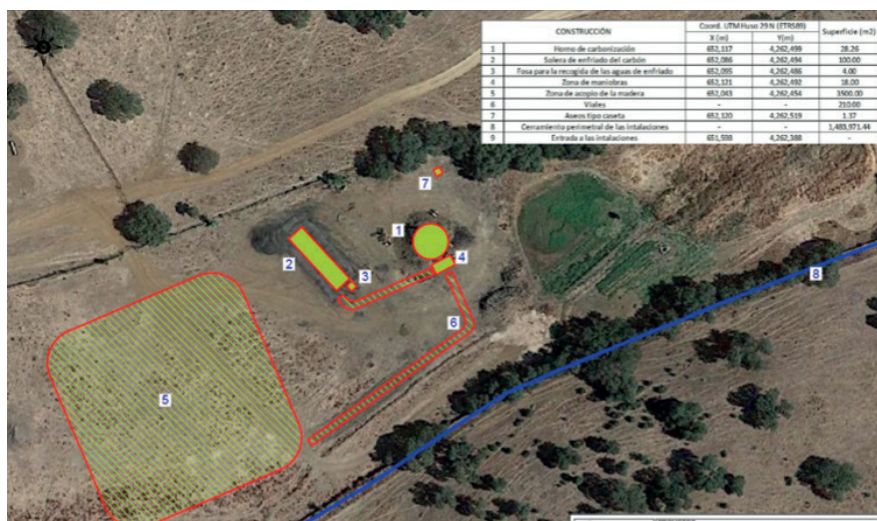 CONSTRUCCIÓN Coord. UTM Huso 29 N (ETRS89) Superficie (m2)
X (m) Y(m)
1 Horno de carbonización 652,117 4,262,499 28.26
2 Solera de enfriado del carbón 652,086 4,262,494 100.00
3 Fosa para la recogida de las aguas de enfriado 652,095 4,262,486 4.00
4 Zona de maniobras 652,121 4,262,492 18.00
5 Zona de acopio de la madera 652,043 4,262,454 3500.00
6 Viales - - 210.00
7 Aseos tipo caseta 652,120 4,262,519 1.37
8 Cerramiento perimetral de las intalaciones - - 1,483,971.44
9 Entrada a las intalaciones 651,598 4,262,388 -
7
1
2
3
4
8
6
5